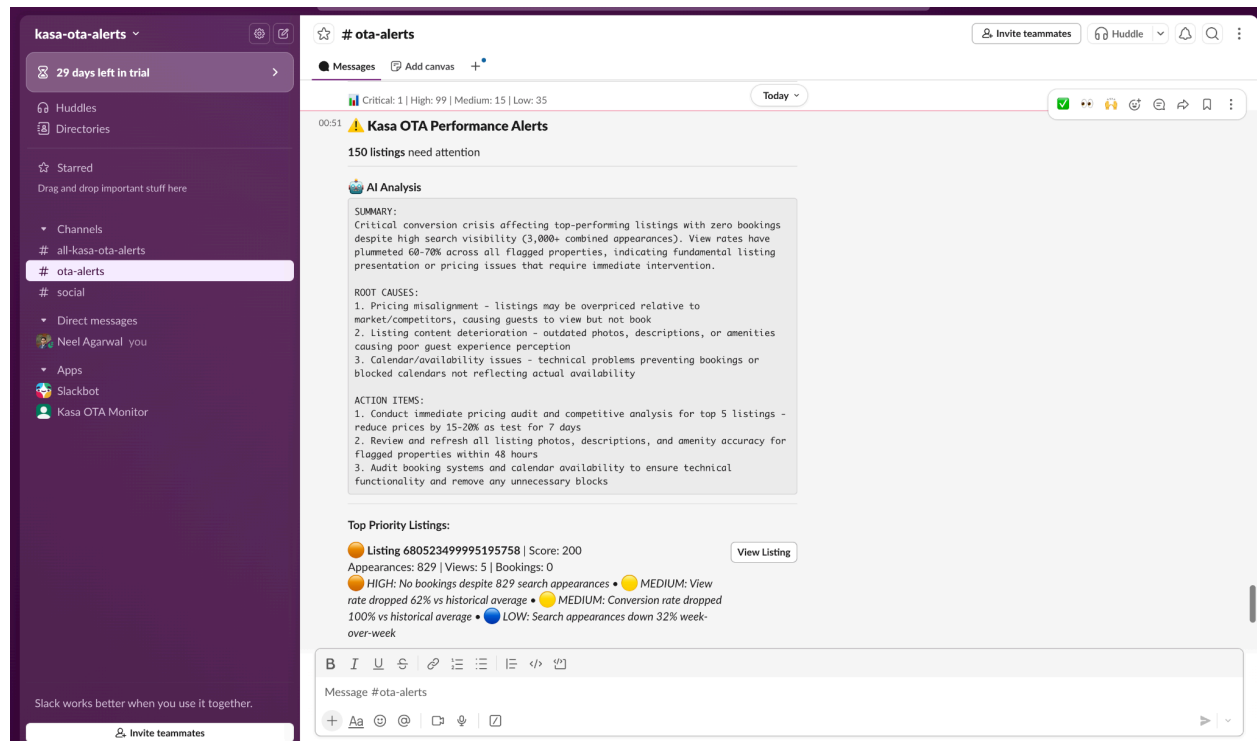 kasa-ota-alerts
29 days left in trial
Huddles
Directories
Starred
Drag and drop important stuff here
Channels
# all-kasa-ota-alerts
# ota-alerts
# social
Direct messages
Neel Agarwal you
Apps
Slackbot
Kasa OTA Monitor
Slack works better when you use it together.
Invite teammates
# ota-alerts
Invite teammates
Huddle
Messages
Add canvas
Critical: 1 | High: 99 | Medium: 15 | Low: 35
Today
00:51
Kasa OTA Performance Alerts
150 listings need attention
AI Analysis
SUMMARY:
Critical conversion crisis affecting top-performing listings with zero bookings
despite high search visibility (3,000+ combined appearances). View rates have
plummeted 60-70% across all flagged properties, indicating fundamental listing
presentation or pricing issues that require immediate intervention.
ROOT CAUSES:
1. Pricing misalignment - listings may be overpriced relative to
market/competitors, causing guests to view but not book
2. Listing content deterioration - outdated photos, descriptions, or amenities
causing poor guest experience perception
3. Calendar/availability issues - technical problems preventing bookings or
blocked calendars not reflecting actual availability
ACTION ITEMS:
1. Conduct immediate pricing audit and competitive analysis for top 5 listings -
reduce prices by 15-20% as test for 7 days
2. Review and refresh all listing photos, descriptions, and amenity accuracy for
flagged properties within 48 hours
3. Audit booking systems and calendar availability to ensure technical
functionality and remove any unnecessary blocks
Top Priority Listings:
Listing 680523499995195758 | Score: 200
View Listing
Appearances: 829 | Views: 5 | Bookings: 0
HIGH: No bookings despite 829 search appearances • MEDIUM: View
rate dropped 62% vs historical average • MEDIUM: Conversion rate dropped
100% vs historical average • LOW: Search appearances down 32% week-
over-week
B I U S
Message #ota-alerts
Aa